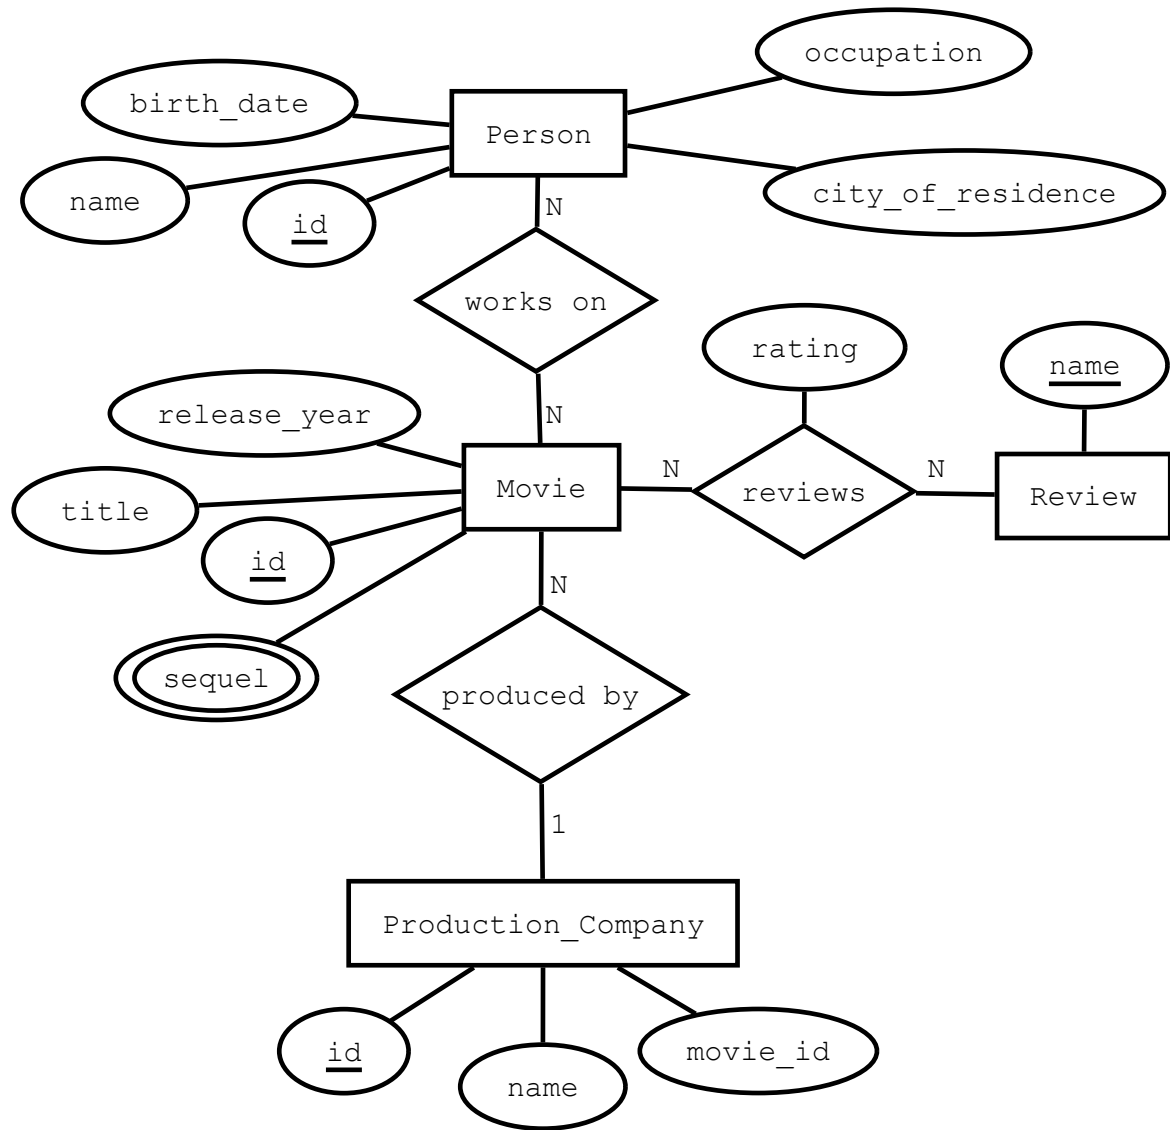 occupation
birth_date
Person
name
id
city_of_residence
N
works on
rating
name
release_year
N
Movie
N
reviews
N
Review
title
id
N
sequel
produced by
1
Production_Company
id
name
movie_id